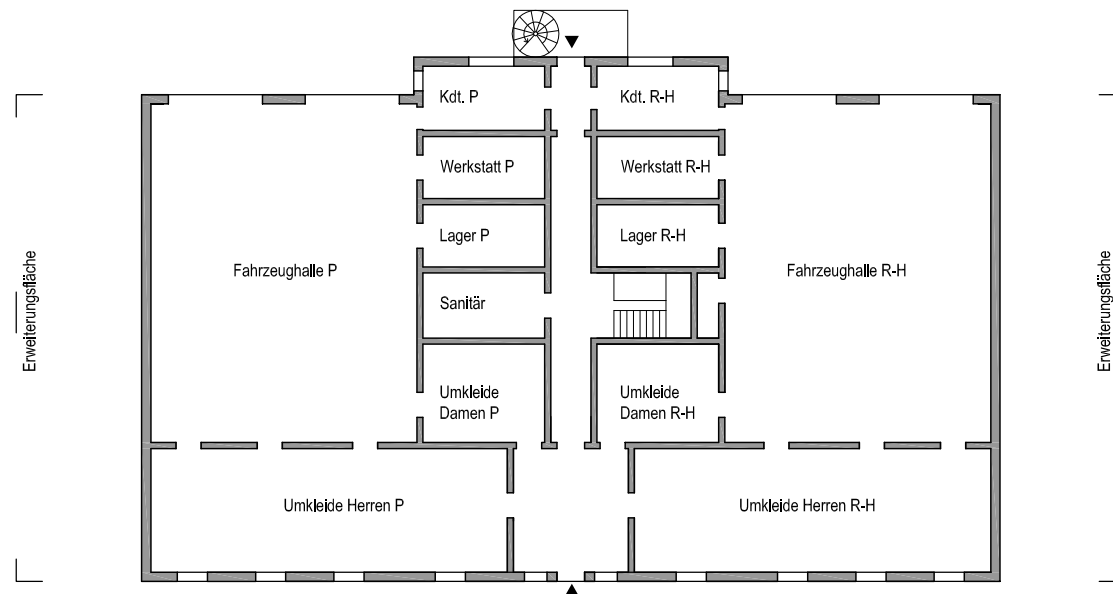 Kdt. P
Kdt. R-H
Werkstatt P
Werkstatt R-H
Lager P
Lager R-H
Erweiterungsfläche
Fahrzeughalle P
Fahrzeughalle R-H
Erweiterungsfläche
Sanitär
Umkleide
Damen P
Umkleide
Damen R-H
Umkleide Herren P
Umkleide Herren R-H